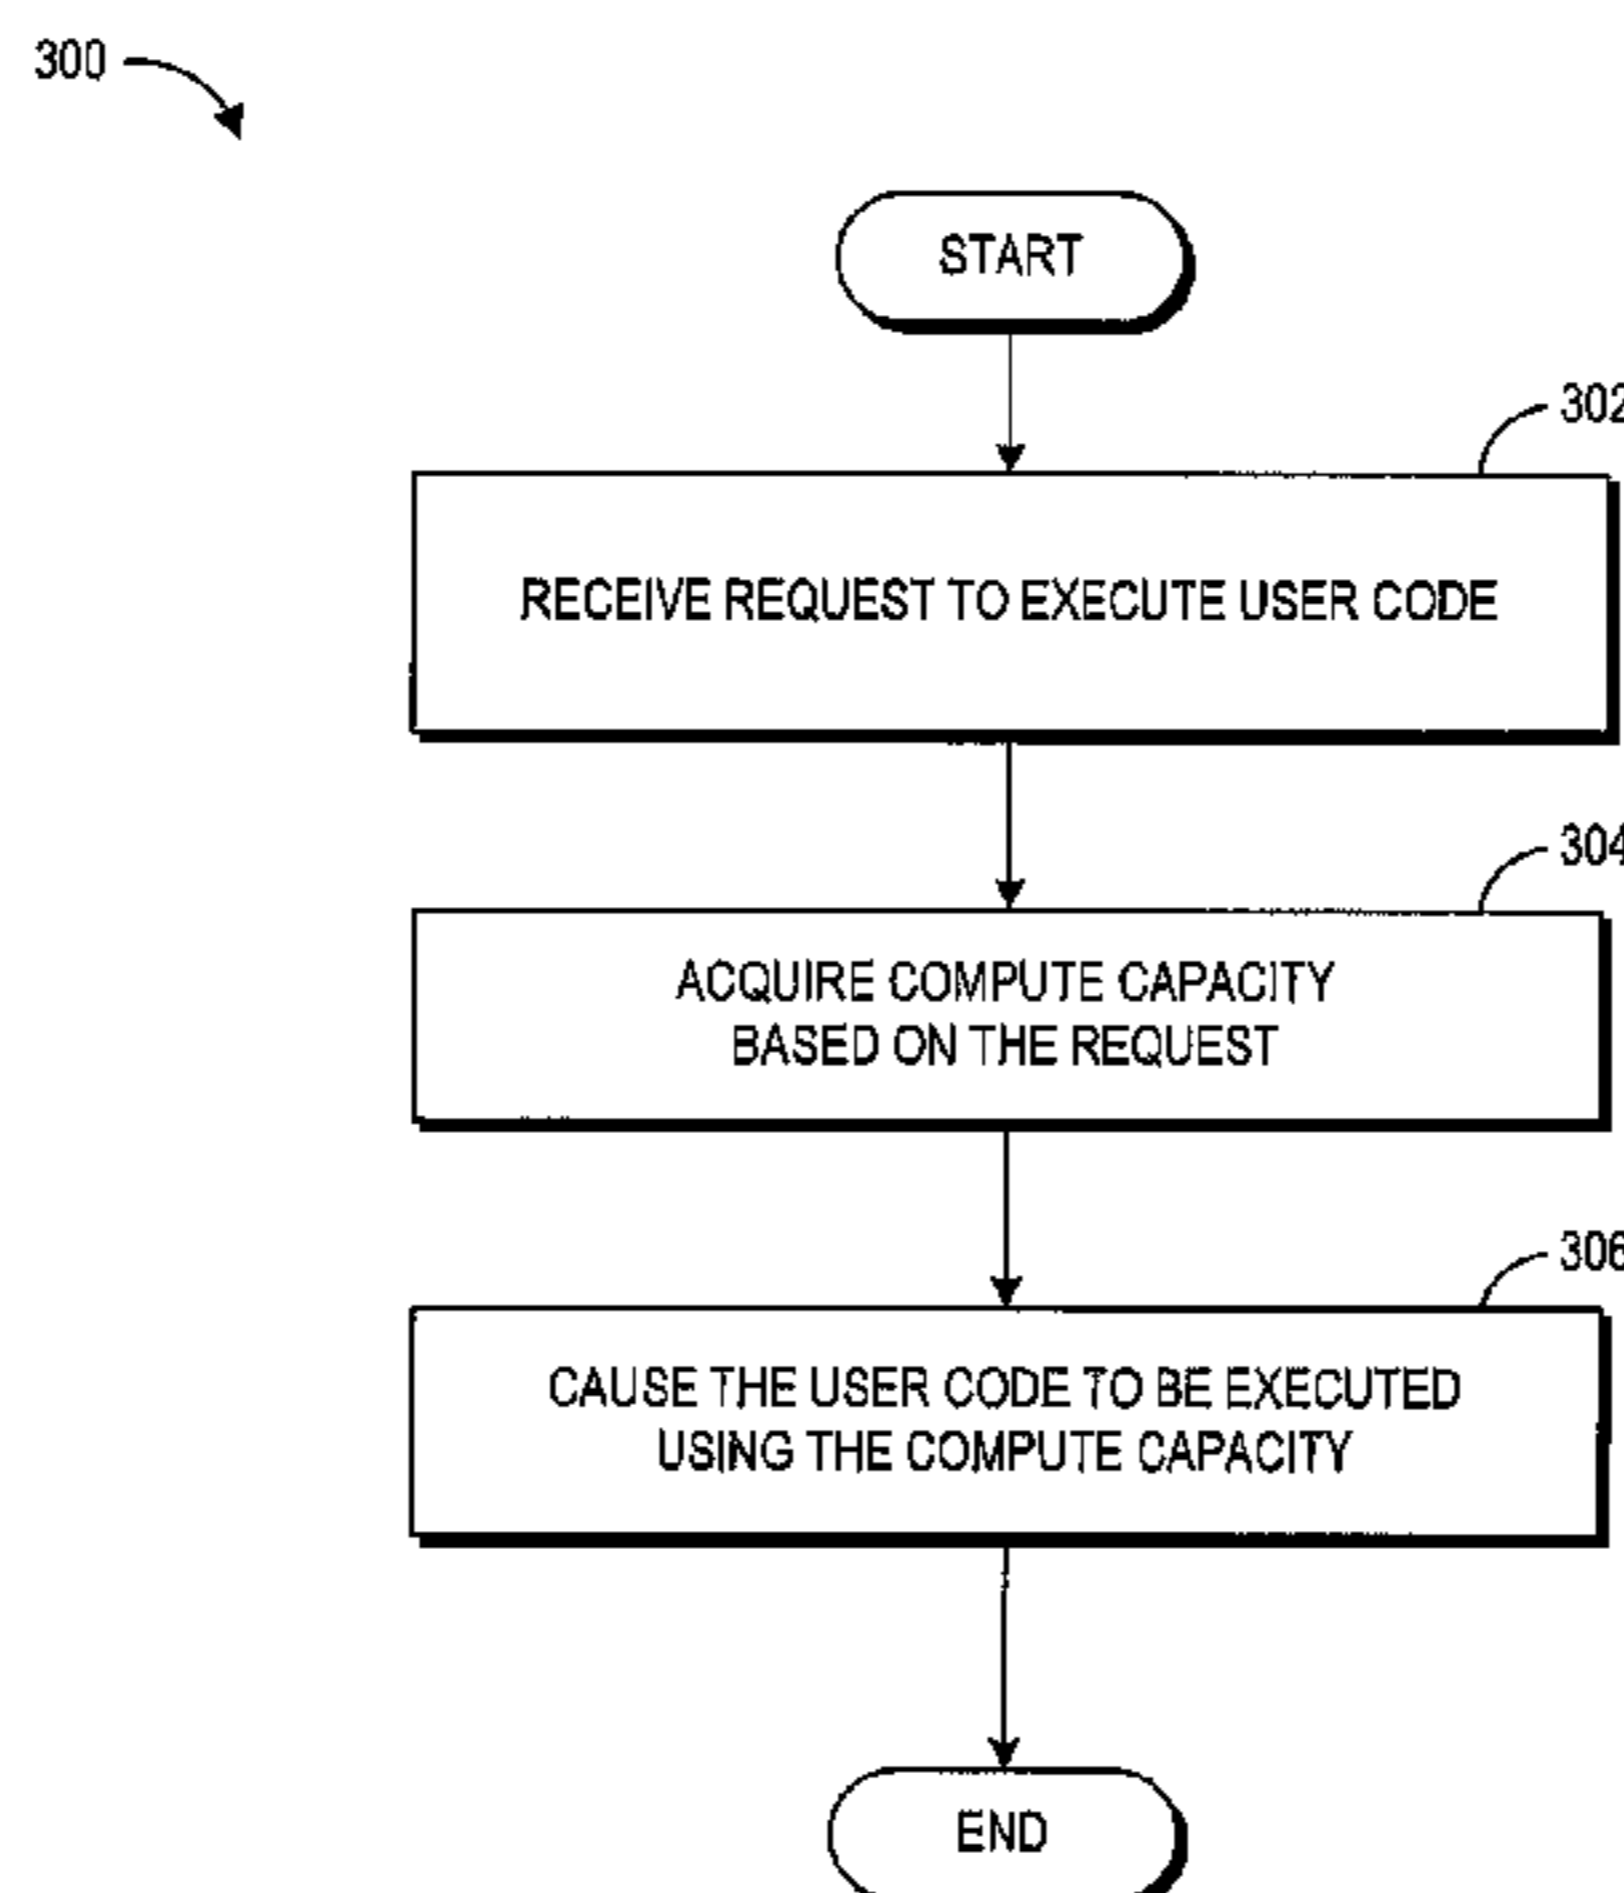 300
START
302
RECEIVE REQUEST TO EXECUTE USER CODE
304
ACQUIRE COMPUTE CAPACITY
BASED ON THE REQUEST
306
CAUSE THE USER CODE TO BE EXECUTED
USING THE COMPUTE CAPACITY
END